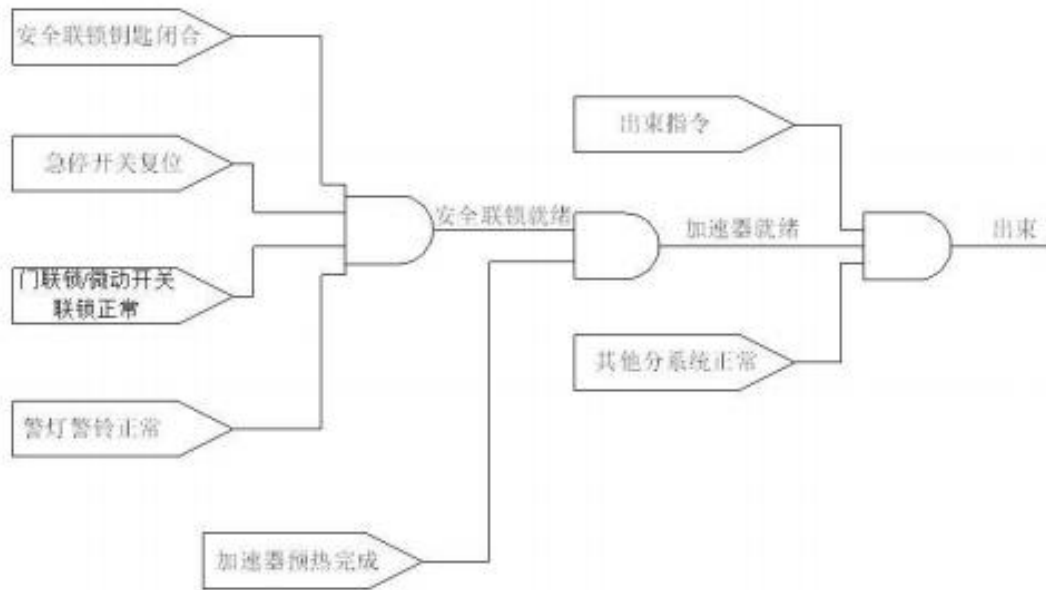 安全联锁钥匙闭合
出束指令
急停开关复位
安全联锁就绪
加速器就绪
出束
门联锁/微动开关
联锁正常
其他分系统正常
警灯警铃正常
加速器预热完成